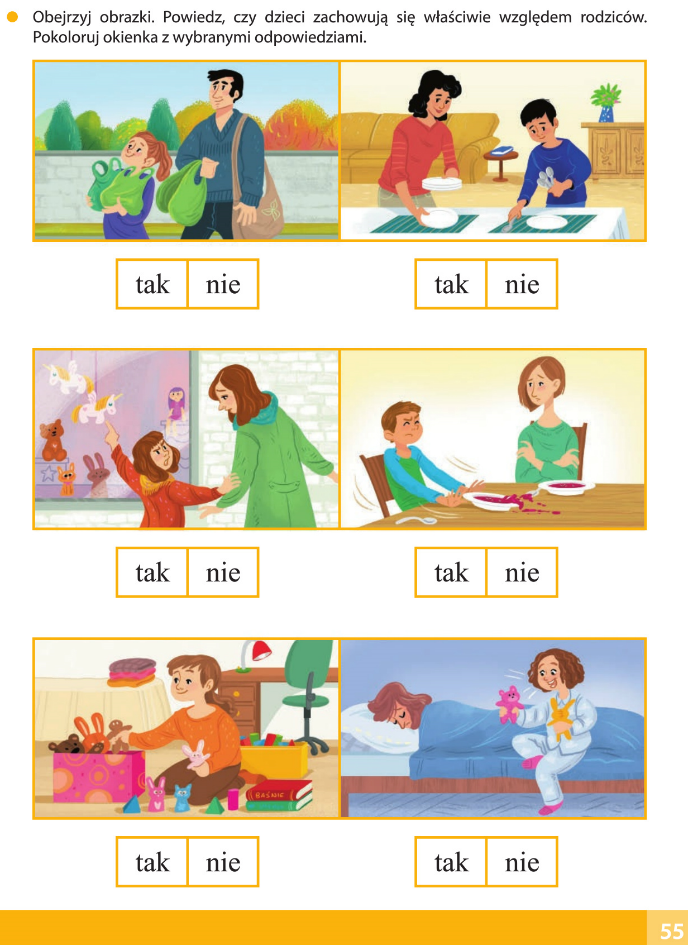 Obejrzyj obrazki. Powiedz, czy dzieci zachowują się właściwie względem rodziców.
Pokoloruj okienka z wybranymi odpowiedziami.
tak nie tak nie
tak nie tak nie
BAŚNIE
tak nie tak nie
55